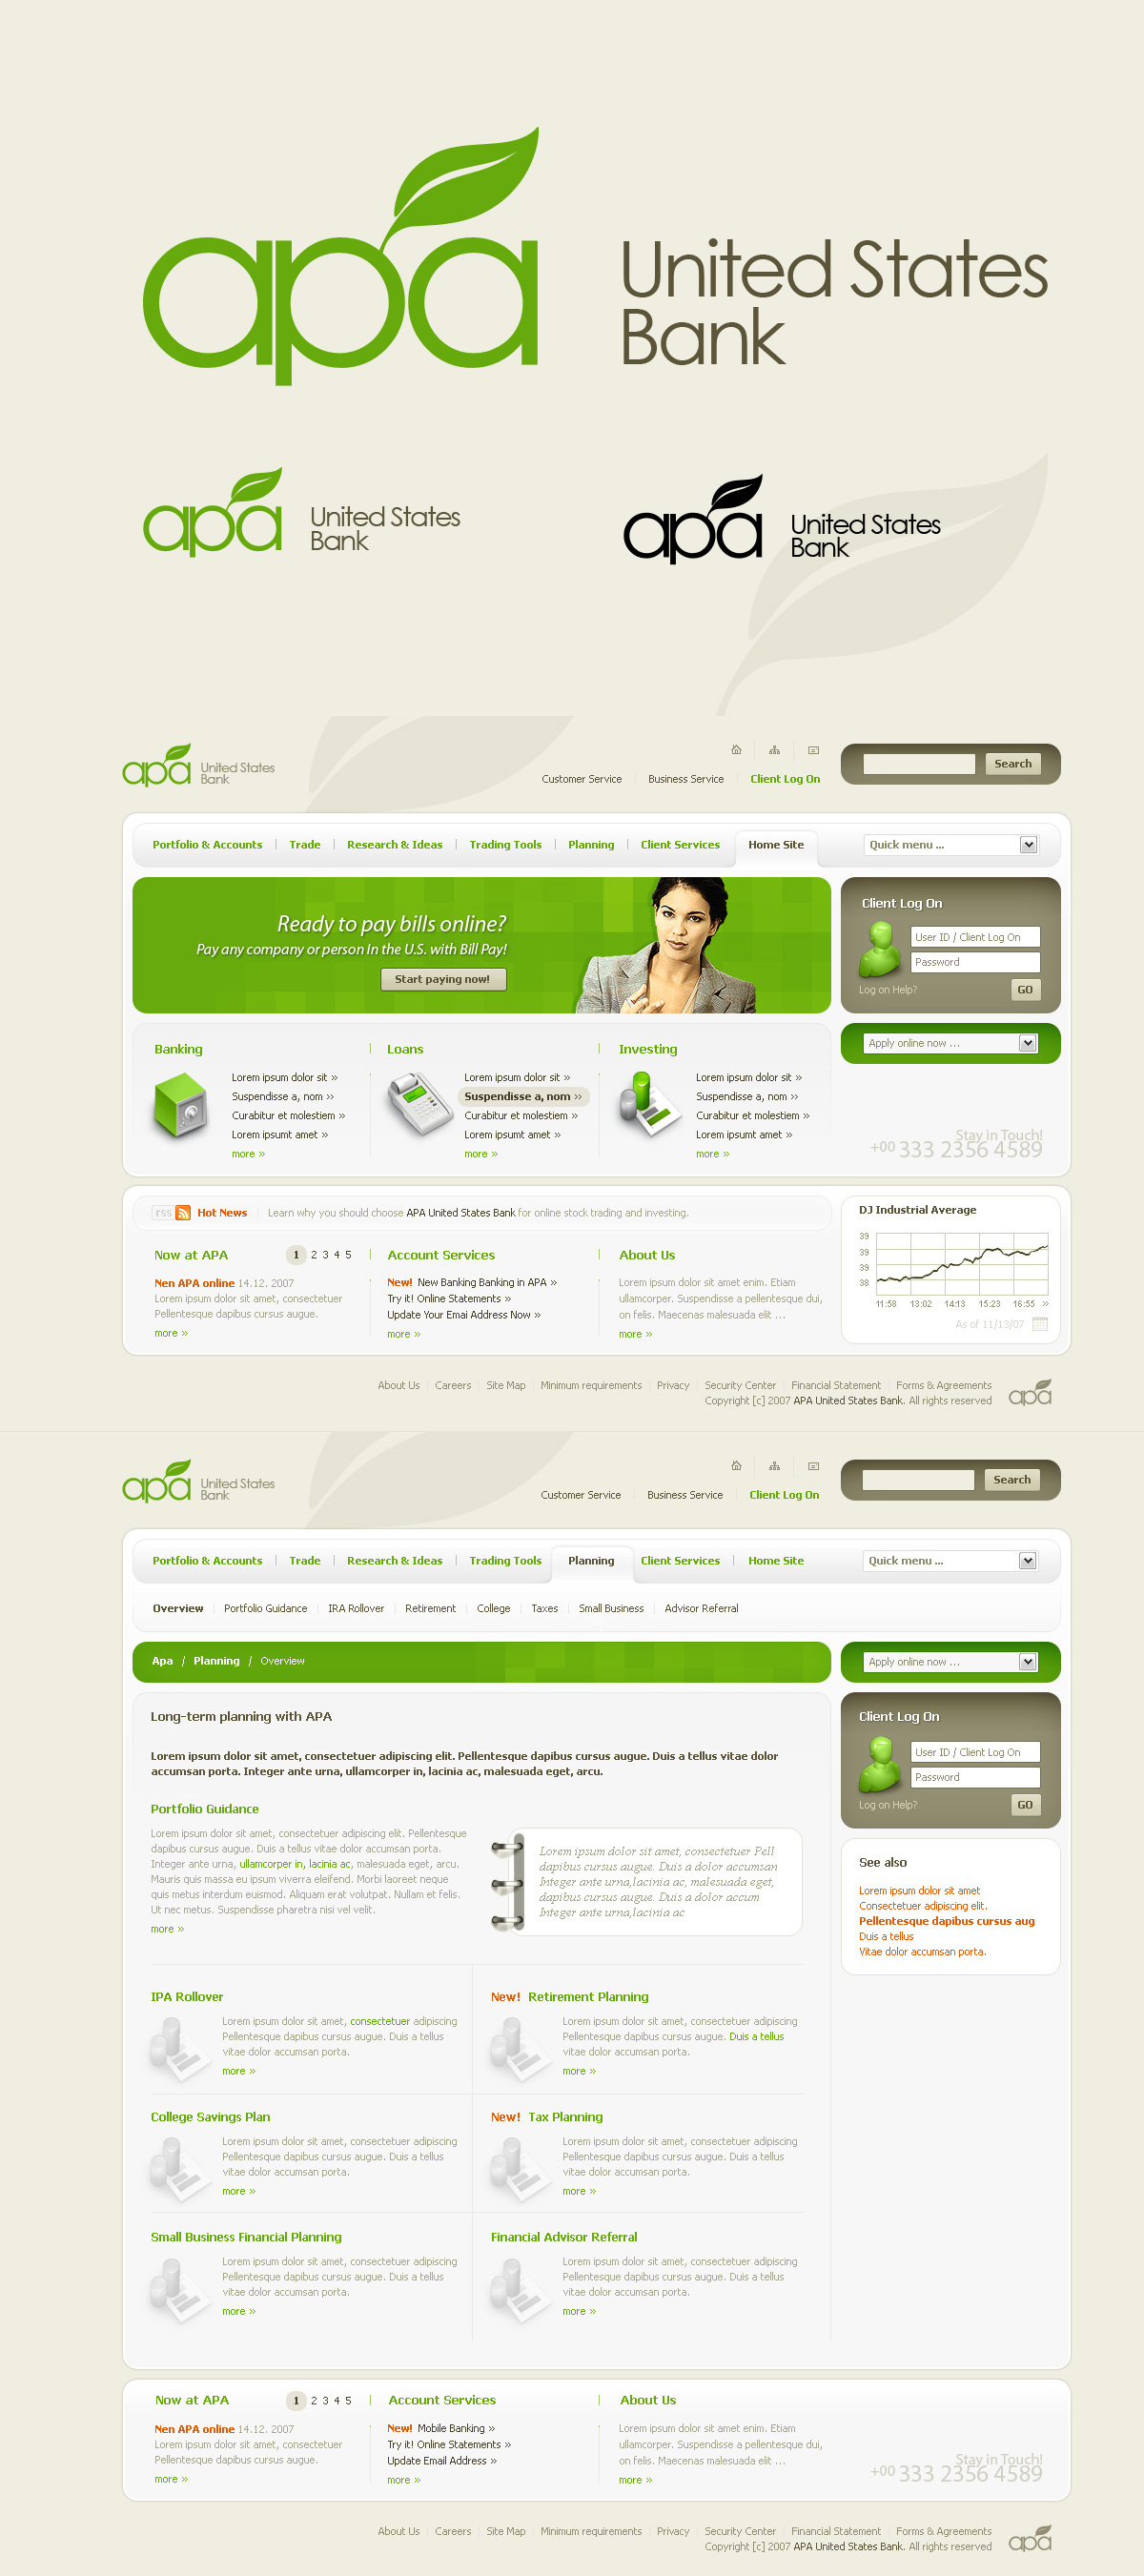 apa
United States
Bank
apa United States
Bank
apa United States
Bank
apa United States
Bank
Customer Service Business Service Client Log On
Search
Portfolio & Accounts Trade Research & Ideas Trading Tools Planning Client Services Home Site
Quick menu ...
Ready to pay bills online?
Pay any company or person In the U.S. with Bill Pay!
Start paying now!
Client Log On
User ID / Client Log On
Password
Log on Help? GO
Apply online now ...
Banking
Lorem ipsum dolor sit »
Suspendisse a, nom »
Curabitur et molestiem »
Lorem ipsumt amet »
more »
Loans
Lorem ipsum dolor sit »
Suspendisse a, nom »
Curabitur et molestiem »
Lorem ipsumt amet »
more »
Investing
Lorem ipsum dolor sit »
Suspendisse a, nom »
Curabitur et molestiem »
Lorem ipsumt amet »
more »
Stay in Touch!
+00 333 2356 4589
rss Hot News Learn why you should choose APA United States Bank for online stock trading and investing.
Now at APA 1 2 3 4 5
Nen APA online 14.12. 2007
Lorem ipsum dolor sit amet, consectetuer
Pellentesque dapibus cursus augue.
more »
Account Services
New! New Banking Banking in APA »
Try it! Online Statements »
Update Your Emai Address Now »
more »
About Us
Lorem ipsum dolor sit amet enim. Etiam
ullamcorper. Suspendisse a pellentesque dui,
on felis. Maecenas malesuada elit ...
more »
DJ Industrial Average
39
39
39
38
11:58 13:02 14:13 15:23 16:55 »
As of 11/13/07
About Us Careers Site Map Minimum requirements Privacy Security Center Financial Statement Forms & Agreements
Copyright [c] 2007 APA United States Bank. All rights reserved
apa
apa United States
Bank
Customer Service Business Service Client Log On
Search
Portfolio & Accounts Trade Research & Ideas Trading Tools Planning Client Services Home Site
Quick menu ...
Overview Portfolio Guidance IRA Rollover Retirement College Taxes Small Business Advisor Referral
Apa / Planning / Overview
Apply online now ...
Long-term planning with APA
Lorem ipsum dolor sit amet, consectetuer adipiscing elit. Pellentesque dapibus cursus augue. Duis a tellus vitae dolor
accumsan porta. Integer ante urna, ullamcorper in, lacinia ac, malesuada eget, arcu.
Portfolio Guidance
Lorem ipsum dolor sit amet, consectetuer adipiscing elit. Pellentesque
dapibus cursus augue. Duis a tellus vitae dolor accumsan porta.
Integer ante urna, ullamcorper in, lacinia ac, malesuada eget, arcu.
Mauris quis massa eu ipsum viverra eleifend. Morbi laoreet neque
quis metus interdum euismod. Aliquam erat volutpat. Nullam et felis.
Ut nec metus. Suspendisse pharetra nisi vel velit.
more »
Lorem ipsum dolor sit amet, consectetuer Pell
dapibus cursus augue. Duis a dolor accumsan
Integer ante urna,lacinia ac, malesuada eget,
dapibus cursus augue. Duis a dolor accum
Integer ante urna,lacinia ac
Client Log On
User ID / Client Log On
Password
Log on Help? GO
See also
Lorem ipsum dolor sit amet
Consectetuer adipiscing elit.
Pellentesque dapibus cursus aug
Duis a tellus
Vitae dolor accumsan porta.
IPA Rollover
Lorem ipsum dolor sit amet, consectetuer adipiscing
Pellentesque dapibus cursus augue. Duis a tellus
vitae dolor accumsan porta.
more »
New! Retirement Planning
Lorem ipsum dolor sit amet, consectetuer adipiscing
Pellentesque dapibus cursus augue. Duis a tellus
vitae dolor accumsan porta.
more »
College Savings Plan
Lorem ipsum dolor sit amet, consectetuer adipiscing
Pellentesque dapibus cursus augue. Duis a tellus
vitae dolor accumsan porta.
more »
New! Tax Planning
Lorem ipsum dolor sit amet, consectetuer adipiscing
Pellentesque dapibus cursus augue. Duis a tellus
vitae dolor accumsan porta.
more »
Small Business Financial Planning
Lorem ipsum dolor sit amet, consectetuer adipiscing
Pellentesque dapibus cursus augue. Duis a tellus
vitae dolor accumsan porta.
more »
Financial Advisor Referral
Lorem ipsum dolor sit amet, consectetuer adipiscing
Pellentesque dapibus cursus augue. Duis a tellus
vitae dolor accumsan porta.
more »
Now at APA 1 2 3 4 5
Nen APA online 14.12. 2007
Lorem ipsum dolor sit amet, consectetuer
Pellentesque dapibus cursus augue.
more »
Account Services
New! Mobile Banking »
Try it! Online Statements »
Update Email Address »
more »
About Us
Lorem ipsum dolor sit amet enim. Etiam
ullamcorper. Suspendisse a pellentesque dui,
on felis. Maecenas malesuada elit ...
more »
Stay in Touch!
+00 333 2356 4589
About Us Careers Site Map Minimum requirements Privacy Security Center Financial Statement Forms & Agreements
Copyright [c] 2007 APA United States Bank. All rights reserved
apa